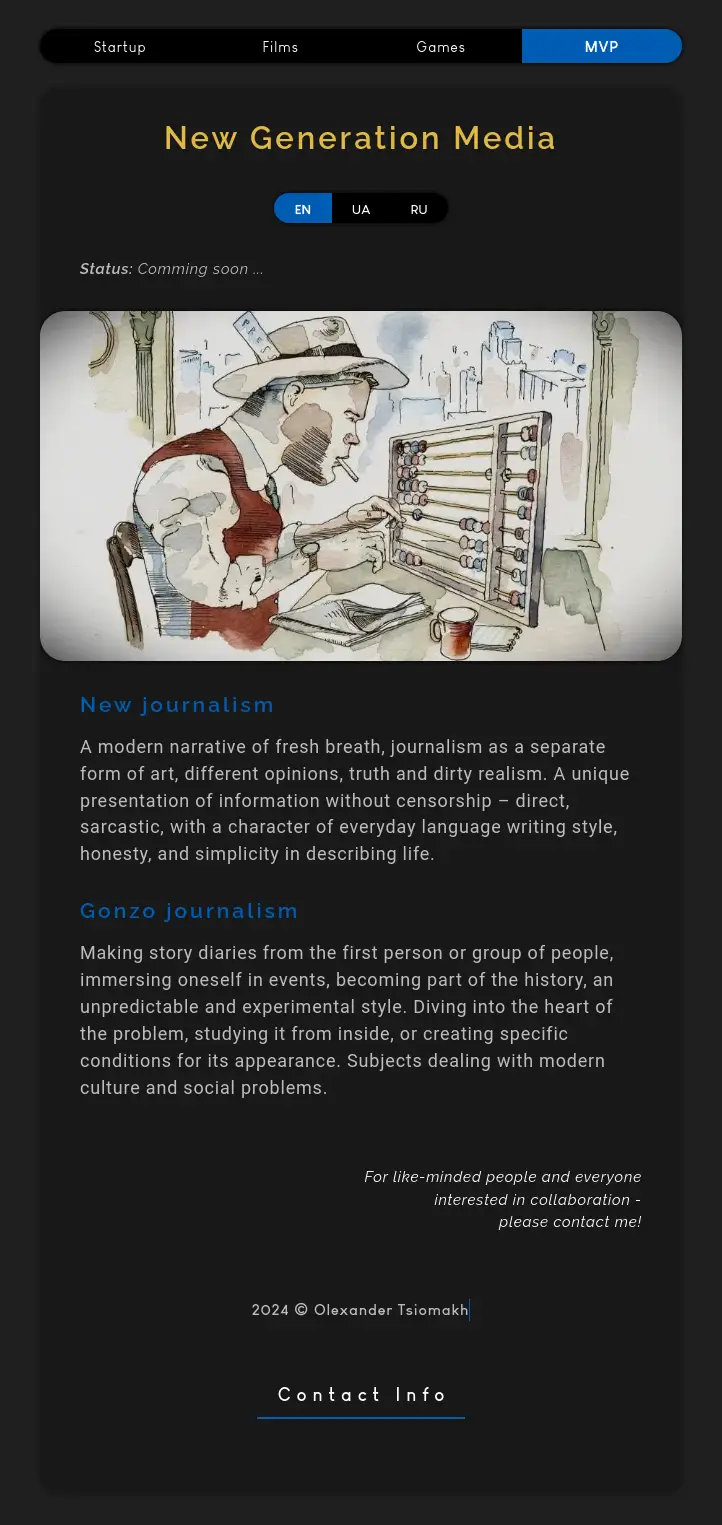 Startup Films Games MVP
New Generation Media
EN UA RU
Status: Comming soon ...
PRESS
New journalism
A modern narrative of fresh breath, journalism as a separate
form of art, different opinions, truth and dirty realism. A unique
presentation of information without censorship – direct,
sarcastic, with a character of everyday language writing style,
honesty, and simplicity in describing life.
Gonzo journalism
Making story diaries from the first person or group of people,
immersing oneself in events, becoming part of the history, an
unpredictable and experimental style. Diving into the heart of
the problem, studying it from inside, or creating specific
conditions for its appearance. Subjects dealing with modern
culture and social problems.
For like-minded people and everyone
interested in collaboration -
please contact me!
2024 © Olexander Tsiomakh
Contact Info